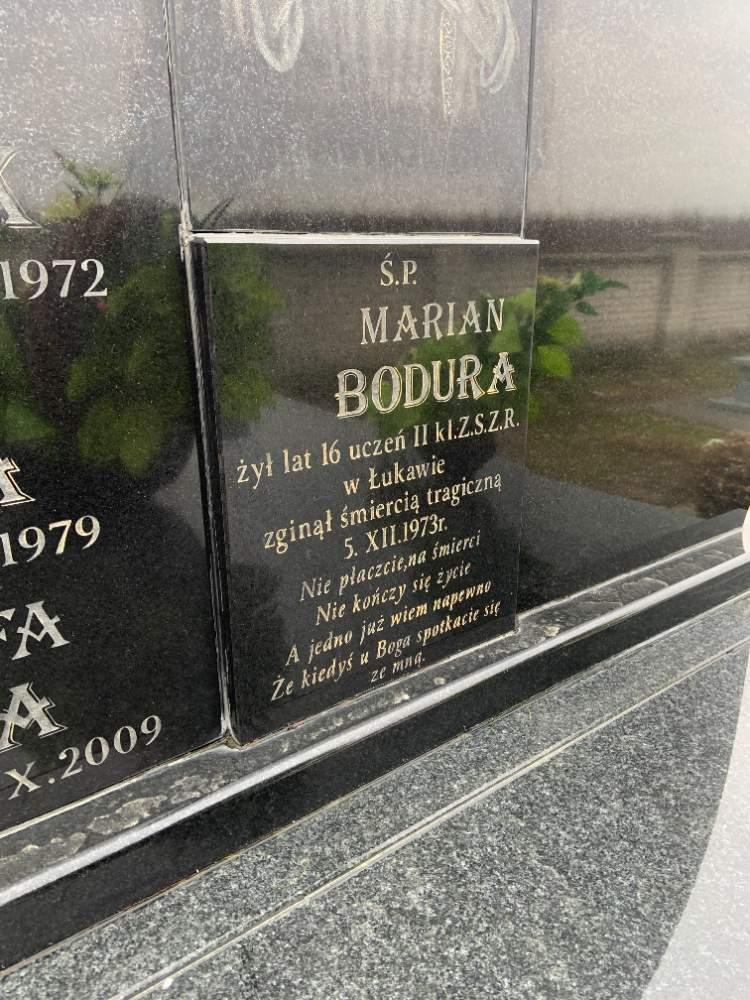 1972
1979
FA
X.2009
Ś.P.
MARIAN
BODURA
żył lat 16 uczeń II kl.Z.S.Z.R.
w Łukawie
zginął śmiercią tragiczną
5. XII.1973r.
Nie płaczcie,na śmierci
Nie kończy się życie
A jedno już wiem napewno
Że kiedyś u Boga spotkacie się
ze mną.